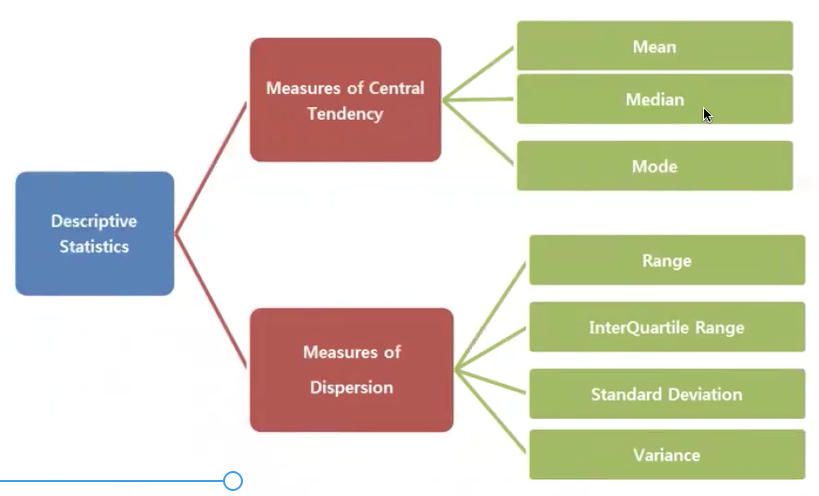 Descriptive
Statistics
Measures of Central
Tendency
Mean
Median
Mode
Measures of
Dispersion
Range
InterQuartile Range
Standard Deviation
Variance